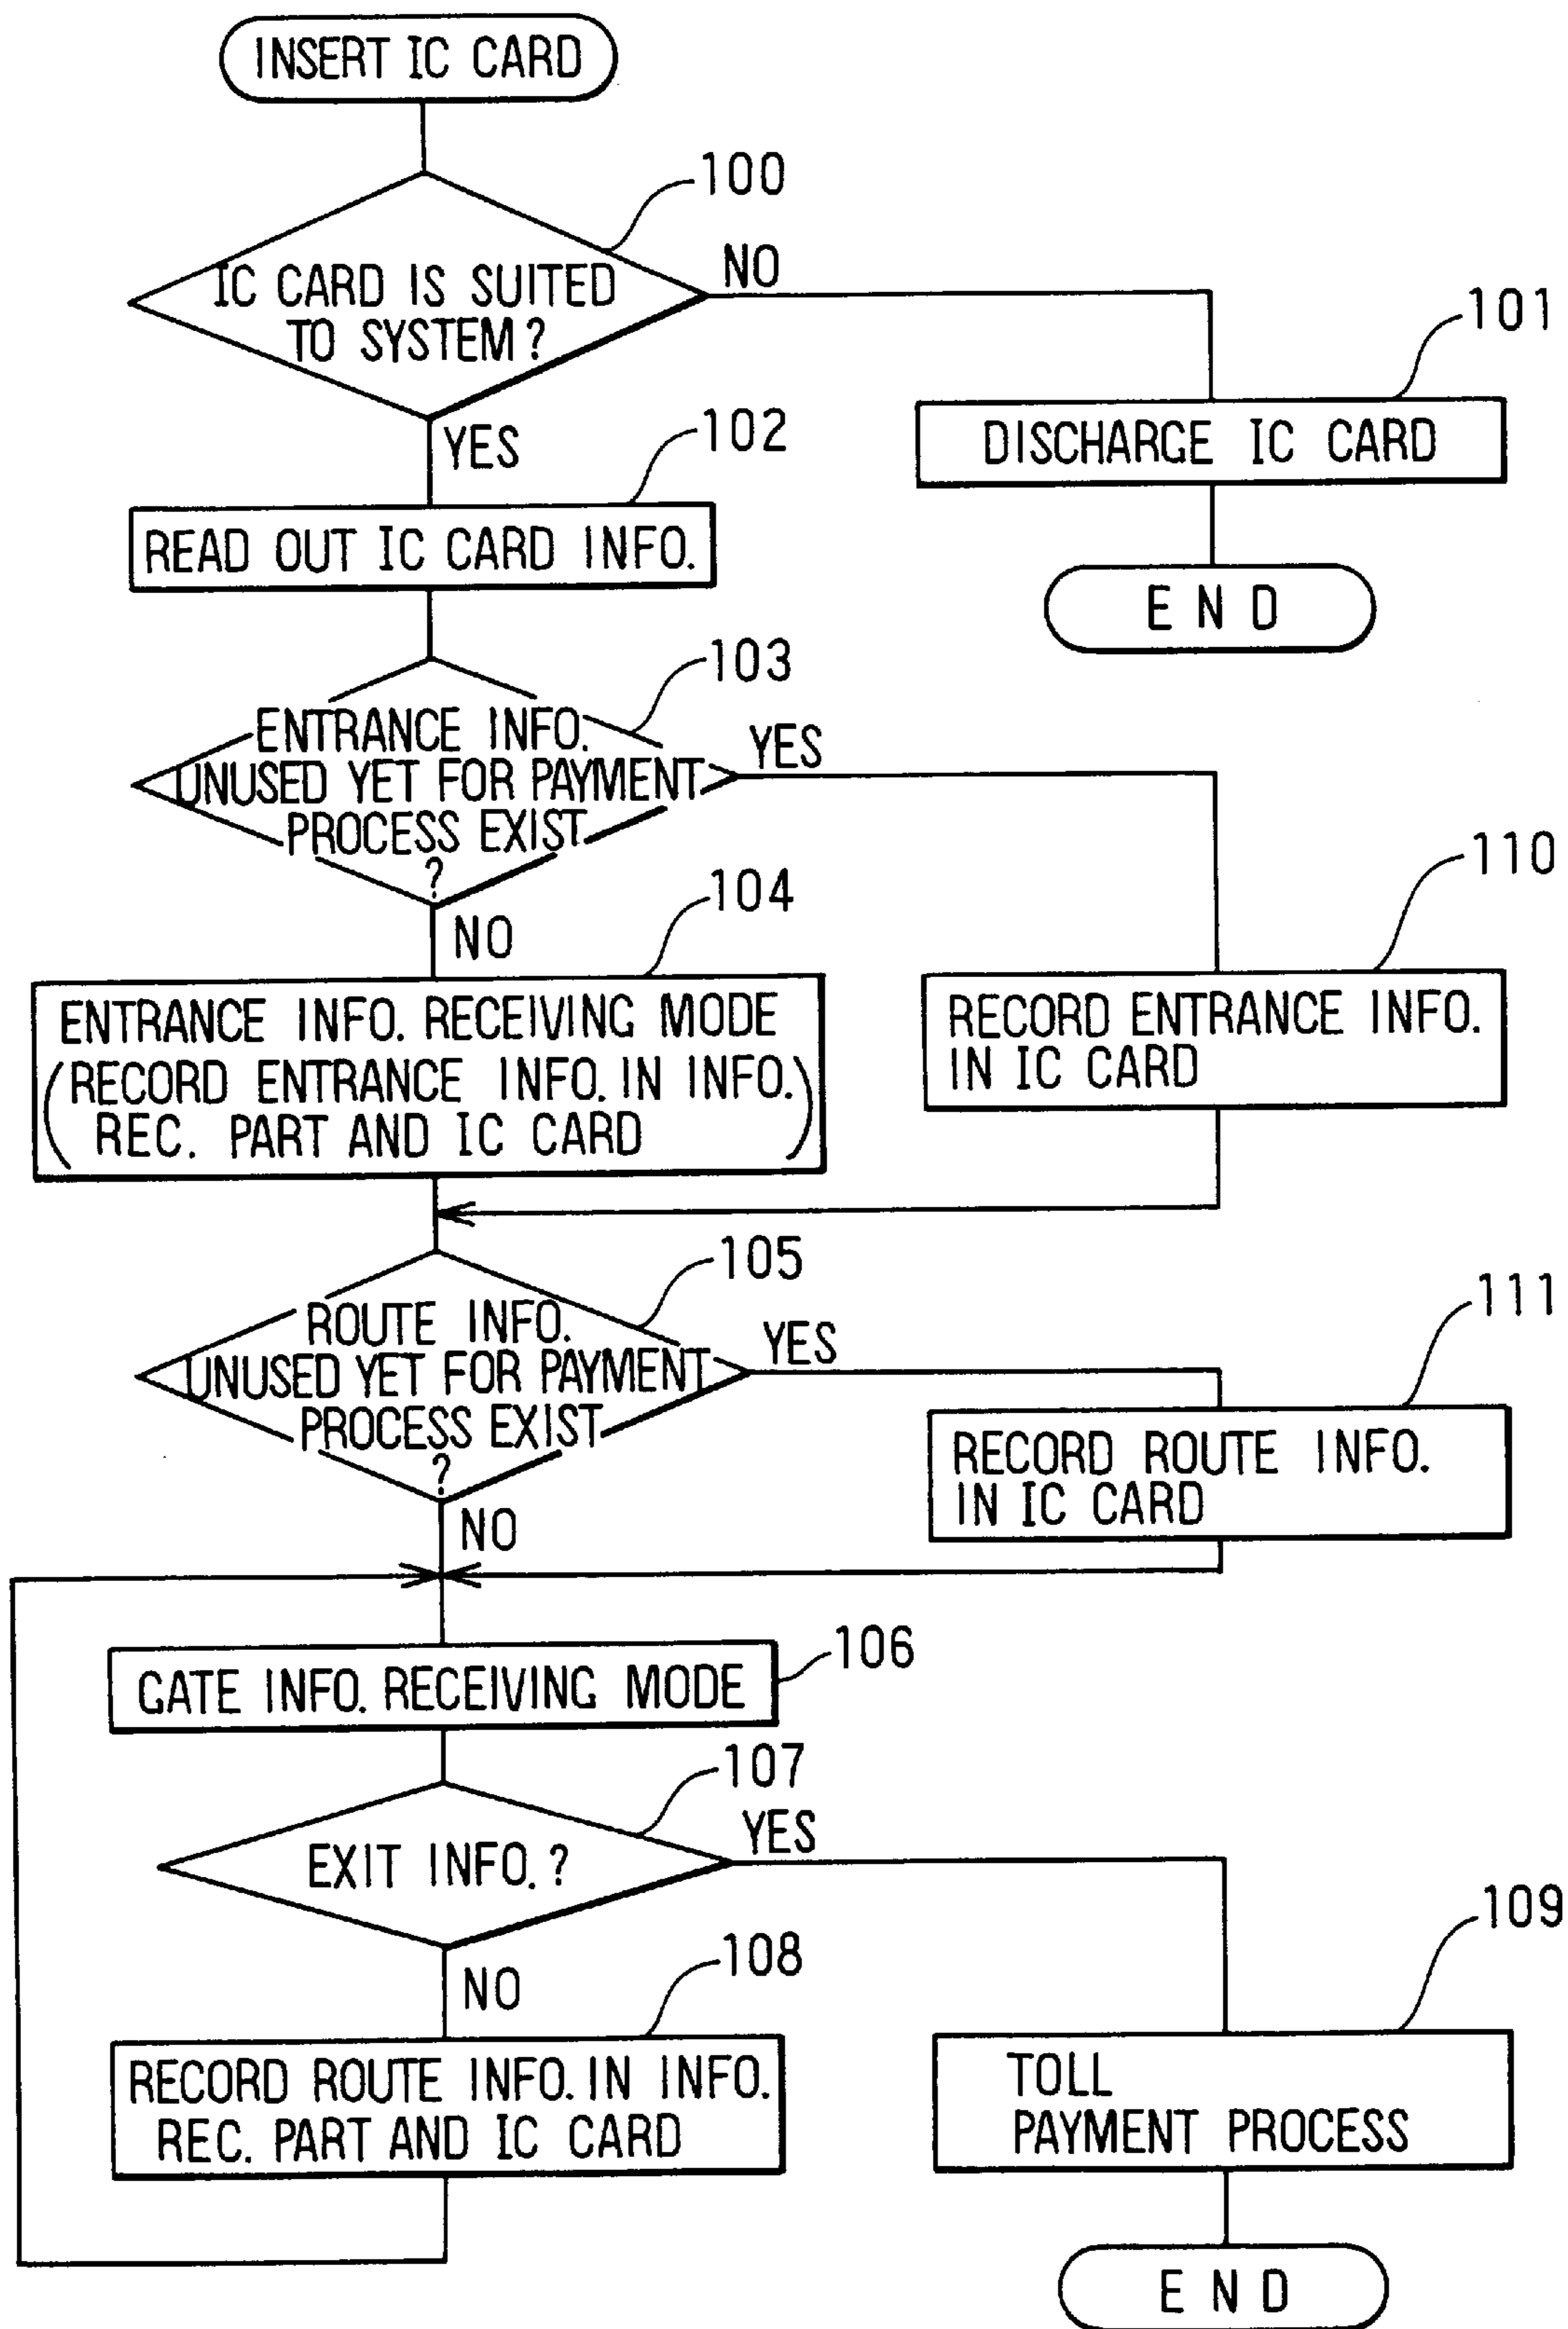 INSERT IC CARD
100
IC CARD IS SUITED
TO SYSTEM?
NO
YES
101
DISCHARGE IC CARD
END
102
READ OUT IC CARD INFO.
103
ENTRANCE INFO.
UNUSED YET FOR PAYMENT
PROCESS EXIST
?
YES
NO
104
ENTRANCE INFO. RECEIVING MODE
(RECORD ENTRANCE INFO. IN INFO.
REC. PART AND IC CARD)
110
RECORD ENTRANCE INFO.
IN IC CARD
105
ROUTE INFO.
UNUSED YET FOR PAYMENT
PROCESS EXIST
?
YES
NO
111
RECORD ROUTE INFO.
IN IC CARD
106
GATE INFO. RECEIVING MODE
107
EXIT INFO.?
YES
NO
108
RECORD ROUTE INFO. IN INFO.
REC. PART AND IC CARD
109
TOLL
PAYMENT PROCESS
END